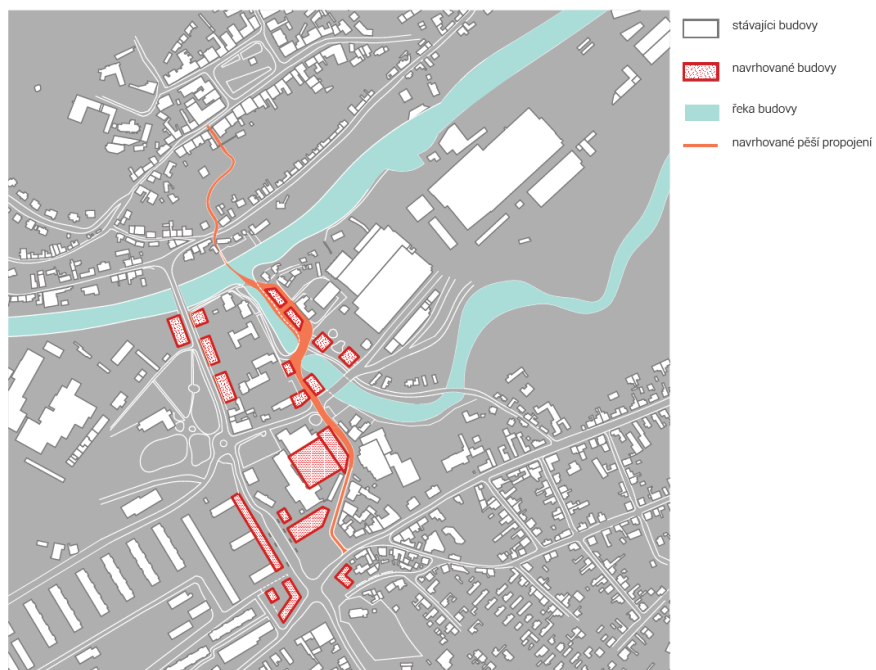 stávajíci budovy
navrhované budovy
řeka budovy
navrhované pěší propojení